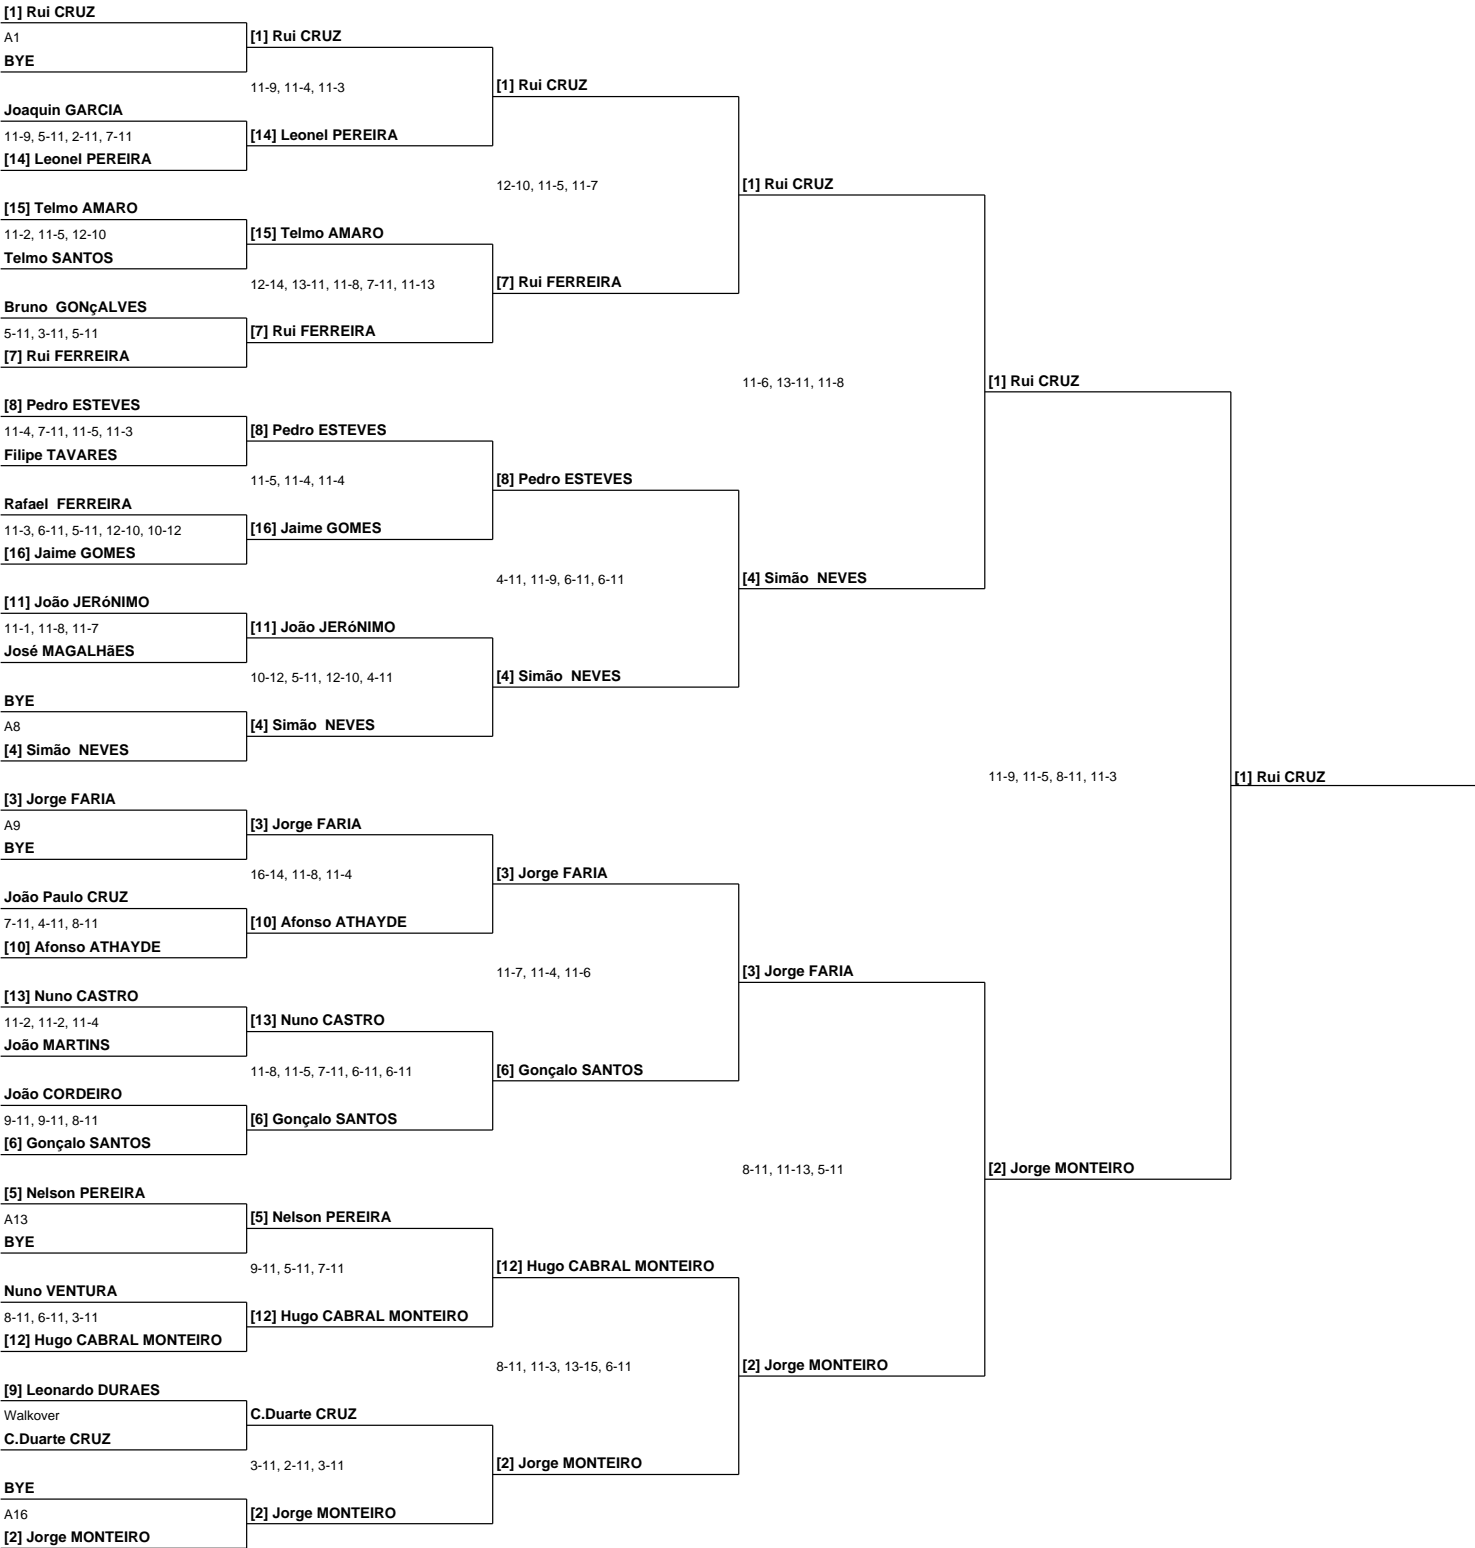 [1] Rui CRUZ
A1
BYE
Joaquin GARCIA
11-9, 5-11, 2-11, 7-11
[14] Leonel PEREIRA
[15] Telmo AMARO
11-2, 11-5, 12-10
Telmo SANTOS
Bruno  GONçALVES
5-11, 3-11, 5-11
[7] Rui FERREIRA
[8] Pedro ESTEVES
11-4, 7-11, 11-5, 11-3
Filipe TAVARES
Rafael  FERREIRA
11-3, 6-11, 5-11, 12-10, 10-12
[16] Jaime GOMES
[11] João JERóNIMO
11-1, 11-8, 11-7
José MAGALHãES
BYE
A8
[4] Simão  NEVES
[3] Jorge FARIA
A9
BYE
João Paulo CRUZ
7-11, 4-11, 8-11
[10] Afonso ATHAYDE
[13] Nuno CASTRO
11-2, 11-2, 11-4
João MARTINS
João CORDEIRO
9-11, 9-11, 8-11
[6] Gonçalo SANTOS
[5] Nelson PEREIRA
A13
BYE
Nuno VENTURA
8-11, 6-11, 3-11
[12] Hugo CABRAL MONTEIRO
[9] Leonardo DURAES
Walkover
C.Duarte CRUZ
BYE
A16
[2] Jorge MONTEIRO
[1] Rui CRUZ
11-9, 11-4, 11-3
[14] Leonel PEREIRA
[15] Telmo AMARO
12-14, 13-11, 11-8, 7-11, 11-13
[7] Rui FERREIRA
[8] Pedro ESTEVES
11-5, 11-4, 11-4
[16] Jaime GOMES
[11] João JERóNIMO
10-12, 5-11, 12-10, 4-11
[4] Simão  NEVES
[3] Jorge FARIA
16-14, 11-8, 11-4
[10] Afonso ATHAYDE
[13] Nuno CASTRO
11-8, 11-5, 7-11, 6-11, 6-11
[6] Gonçalo SANTOS
[5] Nelson PEREIRA
9-11, 5-11, 7-11
[12] Hugo CABRAL MONTEIRO
C.Duarte CRUZ
3-11, 2-11, 3-11
[2] Jorge MONTEIRO
[1] Rui CRUZ
12-10, 11-5, 11-7
[7] Rui FERREIRA
[8] Pedro ESTEVES
4-11, 11-9, 6-11, 6-11
[4] Simão  NEVES
[3] Jorge FARIA
11-7, 11-4, 11-6
[6] Gonçalo SANTOS
[12] Hugo CABRAL MONTEIRO
8-11, 11-3, 13-15, 6-11
[2] Jorge MONTEIRO
[1] Rui CRUZ
11-6, 13-11, 11-8
[4] Simão  NEVES
[3] Jorge FARIA
8-11, 11-13, 5-11
[2] Jorge MONTEIRO
[1] Rui CRUZ
11-9, 11-5, 8-11, 11-3
[2] Jorge MONTEIRO
[1] Rui CRUZ